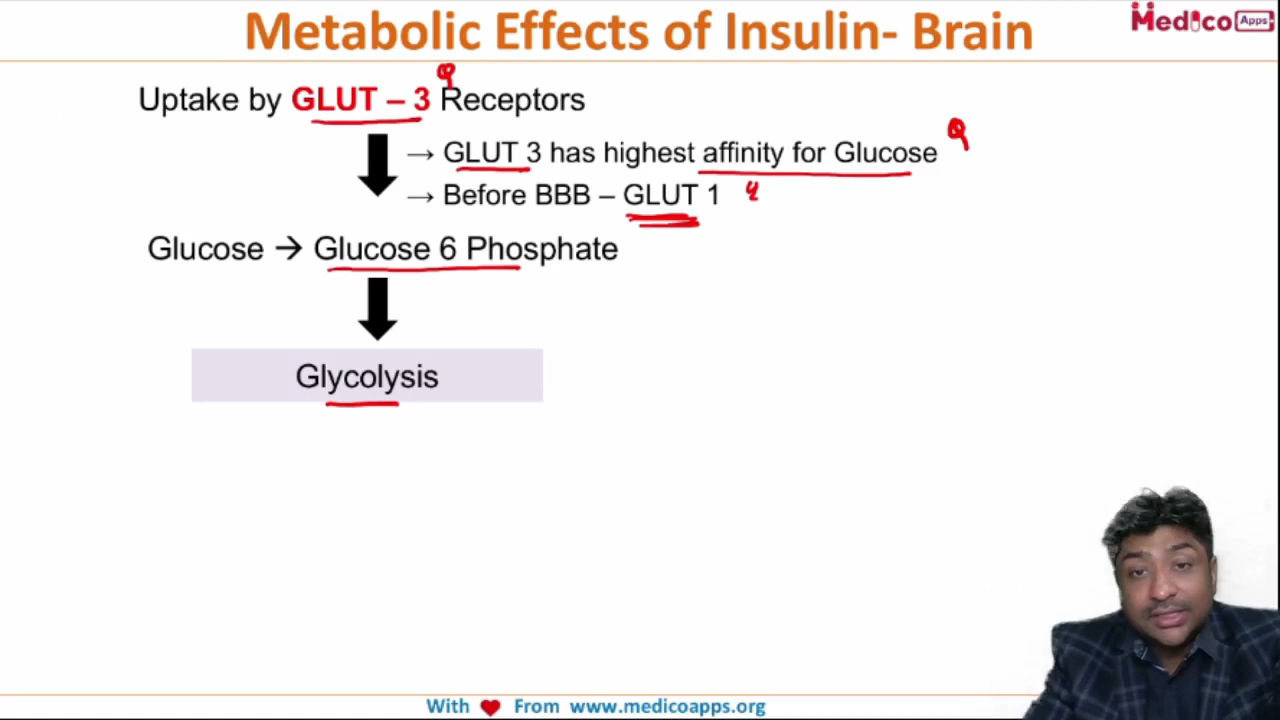 Metabolic Effects of Insulin- Brain
Medico Apps
Uptake by GLUT – 3 Receptors
→ GLUT 3 has highest affinity for Glucose
→ Before BBB – GLUT 1
Glucose → Glucose 6 Phosphate
Glycolysis
With ❤ From www.medicoapps.org